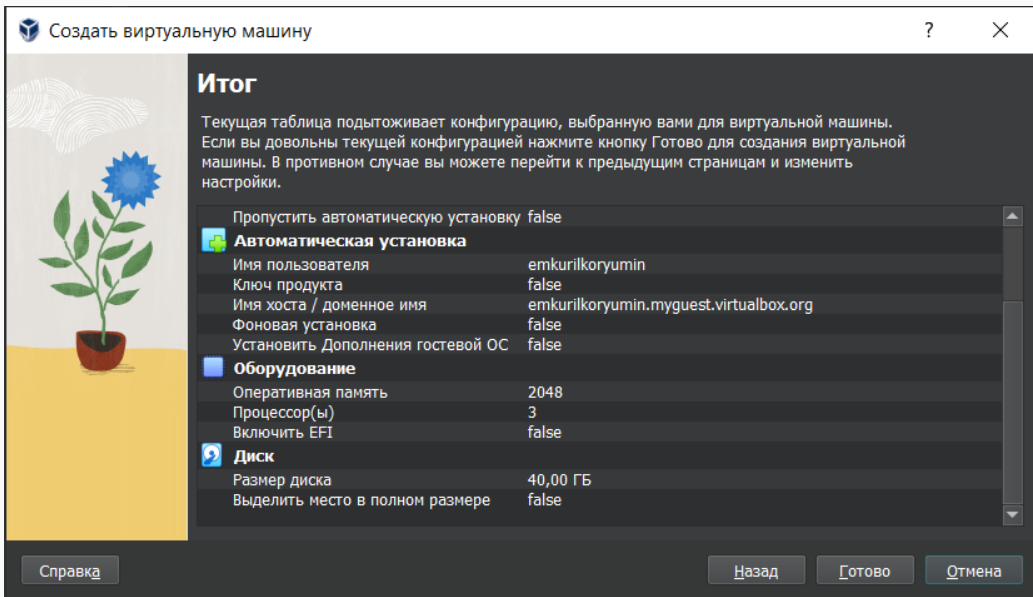 Создать виртуальную машину
?
Итог
Текущая таблица подытоживает конфигурацию, выбранную вами для виртуальной машины.
Если вы довольны текущей конфигурацией нажмите кнопку Готово для создания виртуальной
машины. В противном случае вы можете перейти к предыдущим страницам и изменить
настройки.
Пропустить автоматическую установку false
Автоматическая установка
Имя пользователя emkurilkoryumin
Ключ продукта false
Имя хоста / доменное имя emkurilkoryumin.myguest.virtualbox.org
Фоновая установка false
Установить Дополнения гостевой ОС false
Оборудование
Оперативная память 2048
Процессор(ы) 3
Включить EFI false
Диск
Размер диска 40,00 ГБ
Выделить место в полном размере false
Справка Назад Готово Отмена